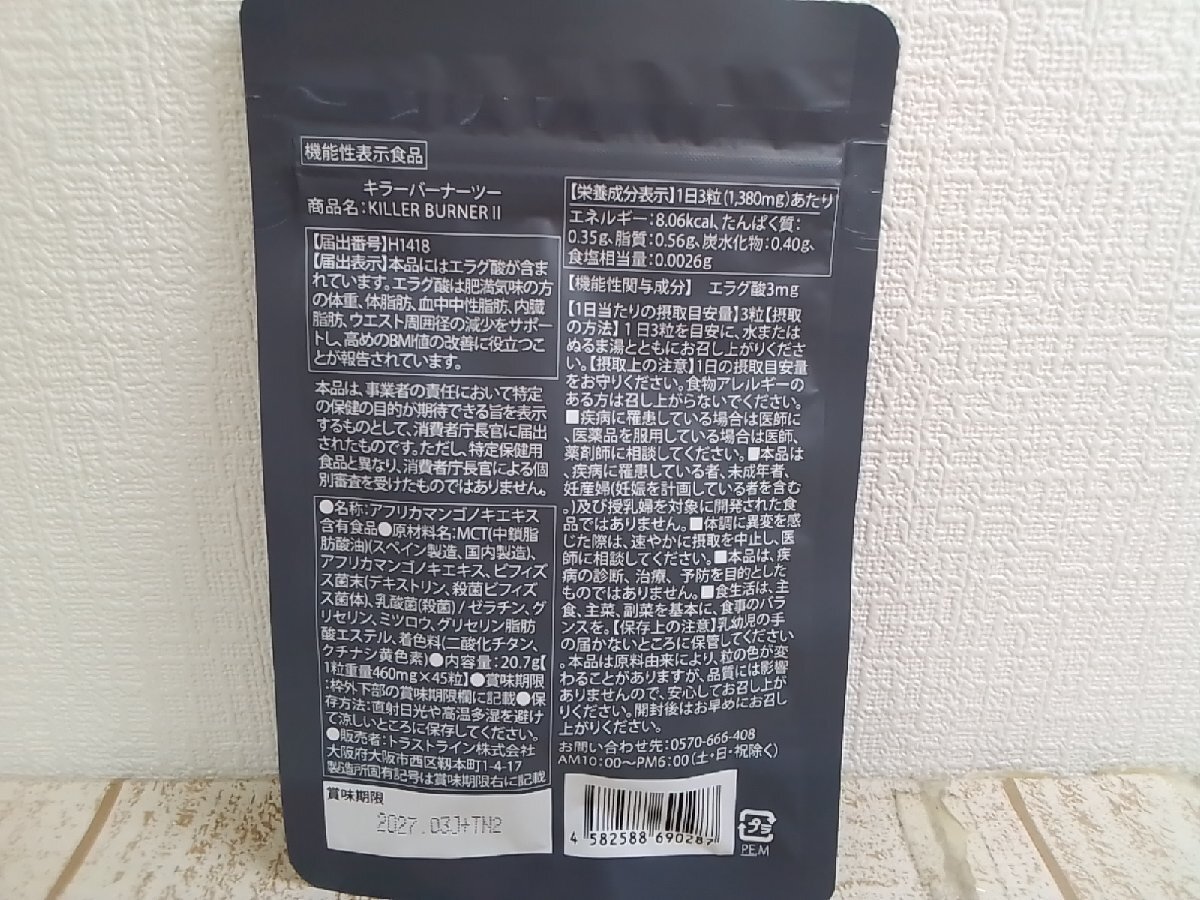 機能性表示食品
キラーバーナーツー
商品名:KILLER BURNER II
【届出番号】H1418
【届出表示】本品にはエラグ酸が含ま
れています。エラグ酸は肥満気味の方
の体重、体脂肪、血中中性脂肪、内臓
脂肪、ウエスト周囲径の減少をサポー
トし、高めのBMI値の改善に役立つこ
とが報告されています。
本品は、事業者の責任において特定
の保健の目的が期待できる旨を表示
するものとして、消費者庁長官に届出
されたものです。ただし、特定保健用
食品と異なり、消費者庁長官による個
別審査を受けたものではありません。
●名称:アフリカマンゴノキエキス
含有食品●原材料名:MCT(中鎖脂
肪酸油)(スペイン製造、国内製造)、
アフリカマンゴノキエキス、ビフィズ
ス菌末(デキストリン、殺菌ビフィズ
ス菌体)、乳酸菌(殺菌)/ゼラチン、グ
リセリン、ミツロウ、グリセリン脂肪
酸エステル、着色料(二酸化チタン、
クチナシ黄色素)●内容量:20.7g【
1粒重量460mg×45粒】●賞味期限
:枠外下部の賞味期限欄に記載●保
存方法:直射日光や高温多湿を避け
て涼しいところに保存してください。
●販売者:トラストライン株式会社
大阪府大阪市西区靱本町1-4-17
製造所固有記号は賞味期限右に記載
賞味期限
2027.03J+TN2
【栄養成分表示】1日3粒(1,380mg)あたり
エネルギー:8.06kcal、たんぱく質:
0.35g、脂質:0.56g、炭水化物:0.40g、
食塩相当量:0.0026g
【機能性関与成分】 エラグ酸3mg
【1日当たりの摂取目安量】3粒【摂取
の方法】1日3粒を目安に、水または
ぬるま湯とともにお召し上がりくださ
い。【摂取上の注意】1日の摂取目安量
をお守りください。食物アレルギーの
ある方は召し上がらないでください。
■疾病に罹患している場合は医師に
、医薬品を服用している場合は医師、
薬剤師に相談してください。■本品は
、疾病に罹患している者、未成年者、
妊産婦(妊娠を計画している者を含む
。)及び授乳婦を対象に開発された食
品ではありません。■体調に異変を感
じた際は、速やかに摂取を中止し、医
師に相談してください。■本品は、疾
病の診断、治療、予防を目的とした
ものではありません。■食生活は、主
食、主菜、副菜を基本に、食事のバラ
ンスを。【保存上の注意】乳幼児の手
の届かないところに保管してください
。本品は原料由来により、粒の色が変
わることがありますが、品質には影響
ありませんので、安心してお召し上が
りください。開封後はお早めにお召し
上がりください。
お問い合わせ先:0570-666-408
AM10:00〜PM6:00(土・日・祝除く)
4 582588 690287
プラ
PE,M